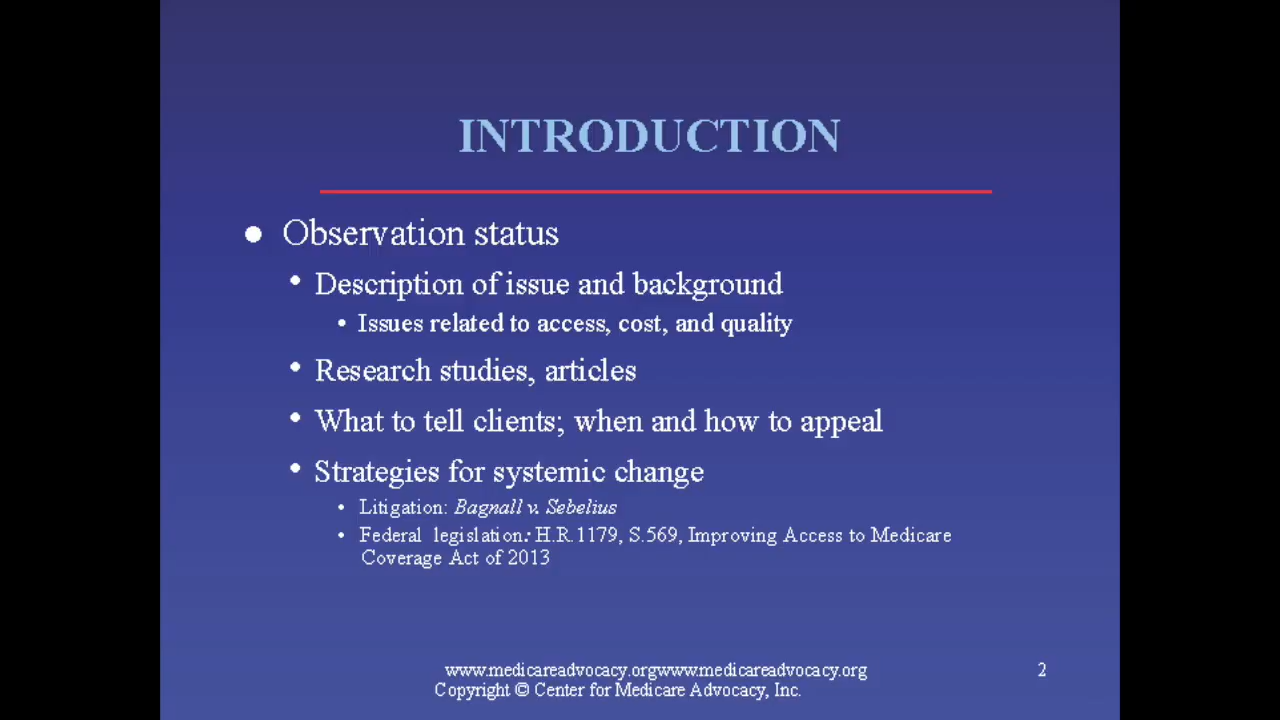 INTRODUCTION
● Observation status
• Description of issue and background
• Issues related to access, cost, and quality
• Research studies, articles
• What to tell clients; when and how to appeal
• Strategies for systemic change
• Litigation: Bagnall v. Sebelius
• Federal legislation: H.R.1179, S.569, Improving Access to Medicare
Coverage Act of 2013
www.medicareadvocacy.orgwww.medicareadvocacy.org
2
Copyright © Center for Medicare Advocacy, Inc.